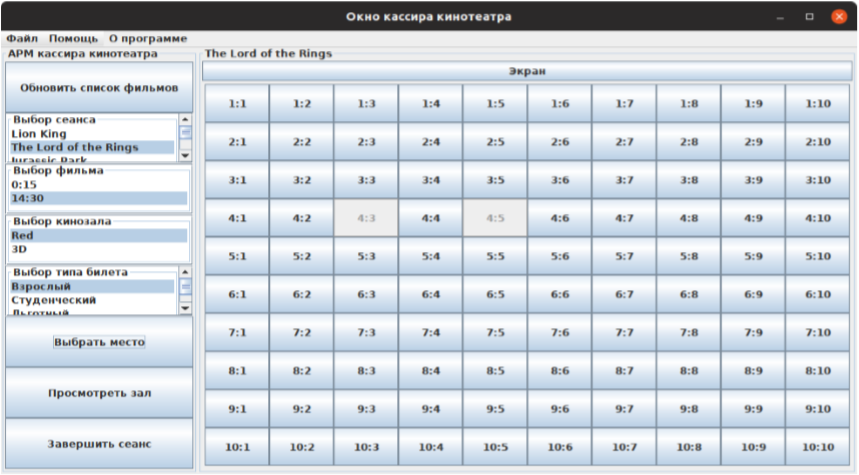 Окно кассира кинотеатра
Файл Помощь О программе
АРМ кассира кинотеатра
Обновить список фильмов
Выбор сеанса
Lion King
The Lord of the Rings
Jurassic Park
Выбор фильма
0:15
14:30
Выбор кинозала
Red
3D
Выбор типа билета
Взрослый
Студенческий
Льготный
Выбрать место
Просмотреть зал
Завершить сеанс
The Lord of the Rings
Экран
1:1 1:2 1:3 1:4 1:5 1:6 1:7 1:8 1:9 1:10
2:1 2:2 2:3 2:4 2:5 2:6 2:7 2:8 2:9 2:10
3:1 3:2 3:3 3:4 3:5 3:6 3:7 3:8 3:9 3:10
4:1 4:2 4:3 4:4 4:5 4:6 4:7 4:8 4:9 4:10
5:1 5:2 5:3 5:4 5:5 5:6 5:7 5:8 5:9 5:10
6:1 6:2 6:3 6:4 6:5 6:6 6:7 6:8 6:9 6:10
7:1 7:2 7:3 7:4 7:5 7:6 7:7 7:8 7:9 7:10
8:1 8:2 8:3 8:4 8:5 8:6 8:7 8:8 8:9 8:10
9:1 9:2 9:3 9:4 9:5 9:6 9:7 9:8 9:9 9:10
10:1 10:2 10:3 10:4 10:5 10:6 10:7 10:8 10:9 10:10